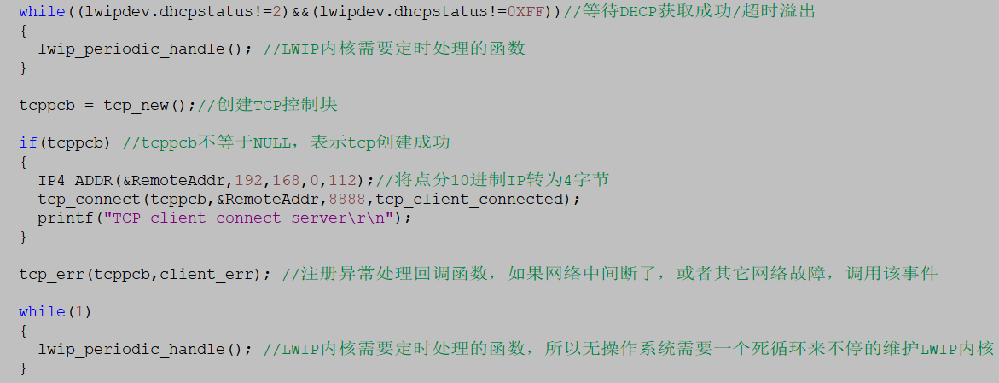 while((lwipdev.dhcpstatus!=2)&&(lwipdev.dhcpstatus!=0XFF))//等待DHCP获取成功/超时溢出
{
lwip_periodic_handle(); //LWIP内核需要定时处理的函数
}
tcppcb = tcp_new();//创建TCP控制块
if(tcppcb) //tcppcb不等于NULL，表示tcp创建成功
{
IP4_ADDR(&RemoteAddr,192,168,0,112);//将点分10进制IP转为4字节
tcp_connect(tcppcb,&RemoteAddr,8888,tcp_client_connected);
printf("TCP client connect server\r\n");
}
tcp_err(tcppcb,client_err); //注册异常处理回调函数，如果网络中间断了，或者其它网络故障，调用该事件
while(1)
{
lwip_periodic_handle(); //LWIP内核需要定时处理的函数，所以无操作系统需要一个死循环来不停的维护LWIP内核
}